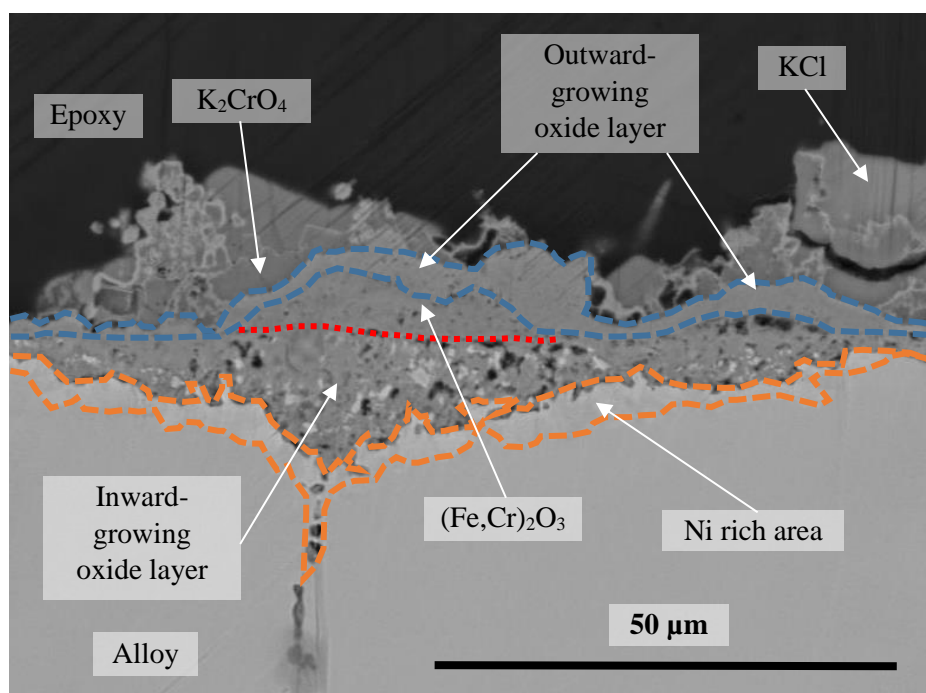 Epoxy
K₂CrO₄
Outward-
growing
oxide layer
KCl
Inward-
growing
oxide layer
(Fe,Cr)₂O₃
Ni rich area
Alloy
50 µm